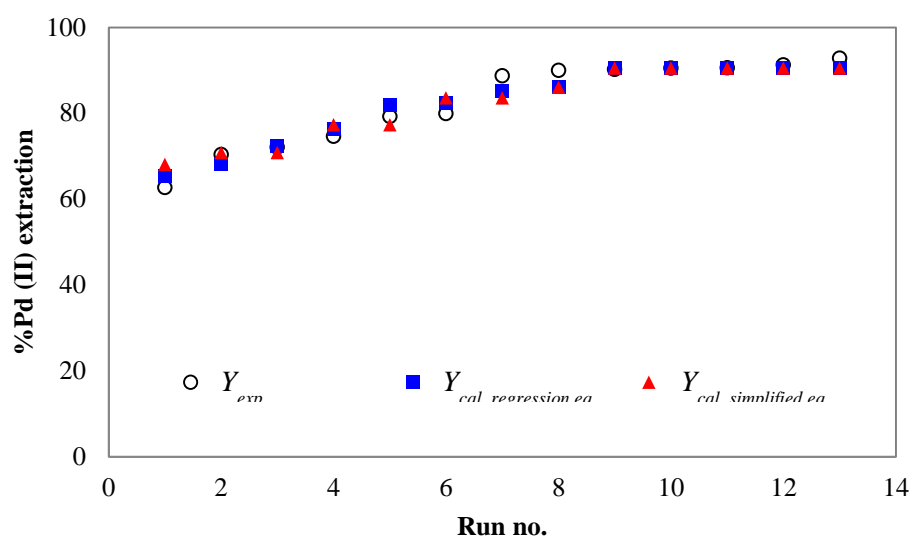 100
80
60
40
20
0
%Pd (II) extraction
Y exp
Y cal, regression eq
Y cal, simplified eq
0 2 4 6 8 10 12 14
Run no.